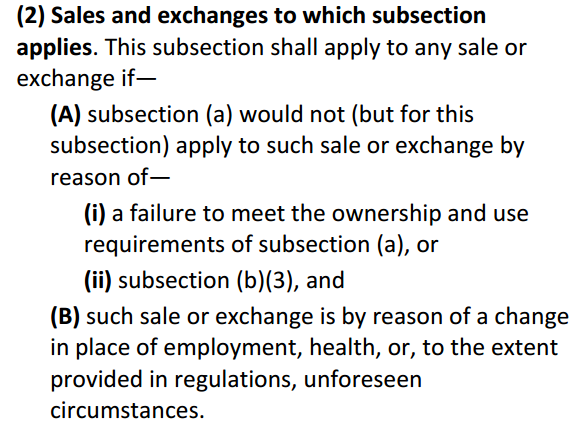 (2) Sales and exchanges to which subsection
applies. This subsection shall apply to any sale or
exchange if—
(A) subsection (a) would not (but for this
subsection) apply to such sale or exchange by
reason of—
(i) a failure to meet the ownership and use
requirements of subsection (a), or
(ii) subsection (b)(3), and
(B) such sale or exchange is by reason of a change
in place of employment, health, or, to the extent
provided in regulations, unforeseen
circumstances.